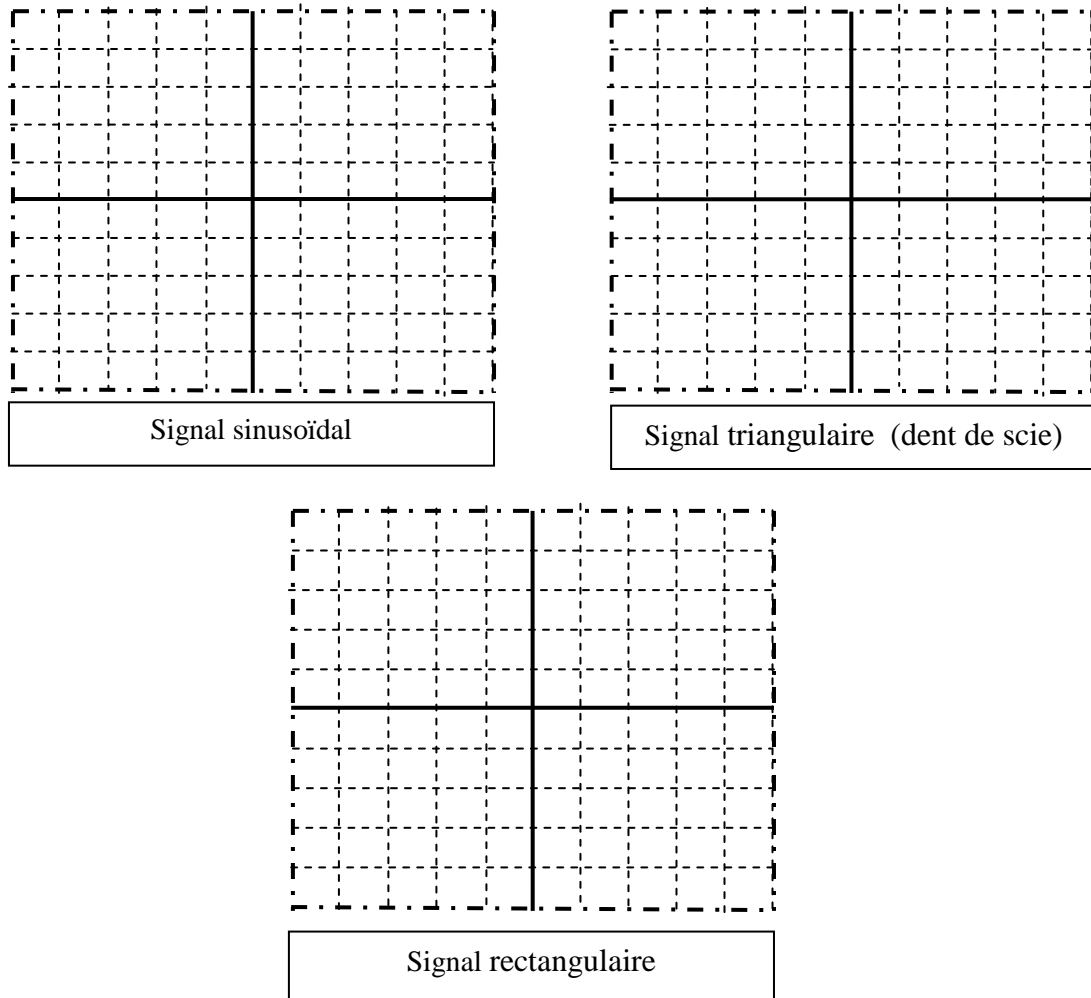 Signal sinusoïdal
Signal triangulaire (dent de scie)
Signal rectangulaire